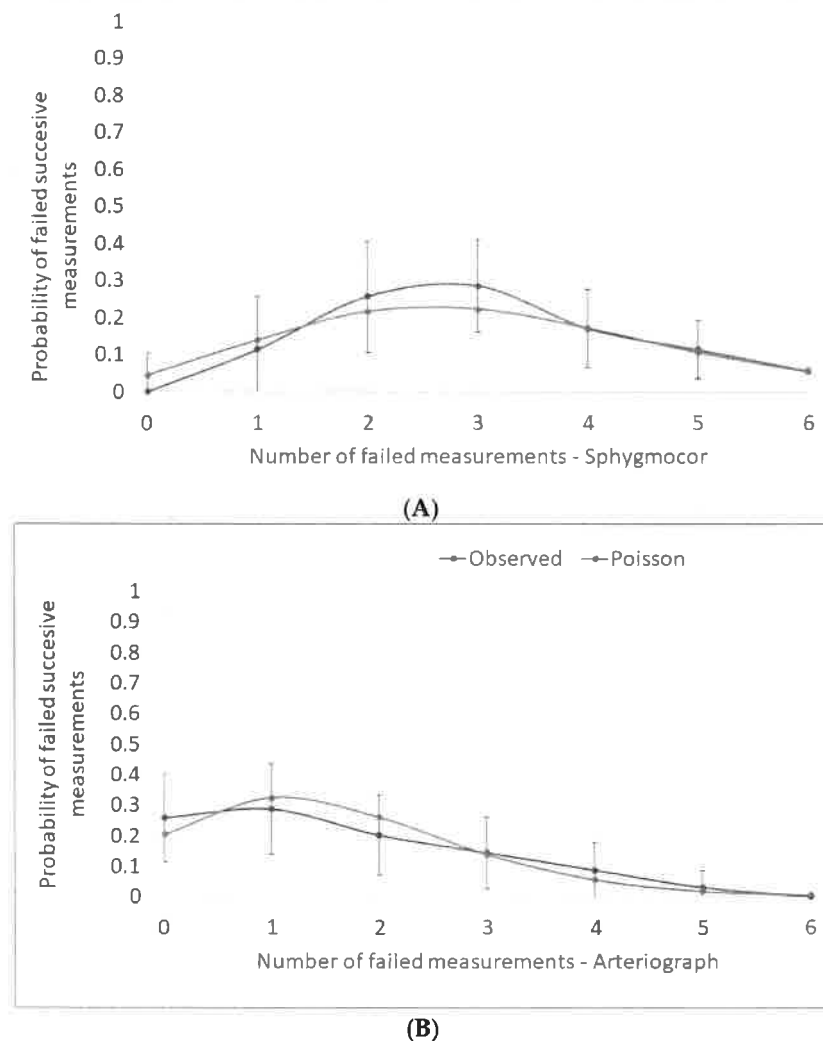 1
0.9
0.8
0.7
0.6
0.5
0.4
0.3
0.2
0.1
0
Probability of failed succesive
measurements
0 1 2 3 4 5 6
Number of failed measurements - Sphygmocor
(A)
Observed Poisson
1
0.9
0.8
0.7
0.6
0.5
0.4
0.3
0.2
0.1
0
Probability of failed succesive
measurements
0 1 2 3 4 5 6
Number of failed measurements - Arteriograph
(B)